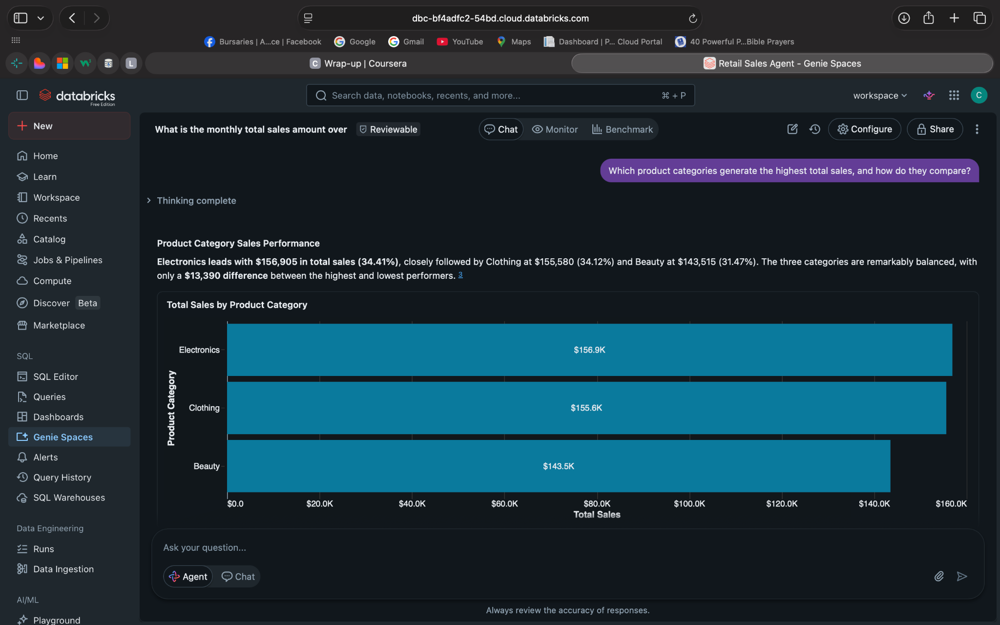 dbc-bf4adfc2-54bd.cloud.databricks.com
Bursaries | A...ce | Facebook
Google
Gmail
YouTube
Maps
Dashboard | P... Cloud Portal
40 Powerful P...Bible Prayers
L
C Wrap-up | Coursera
Retail Sales Agent - Genie Spaces
databricks
Free Edition
Search data, notebooks, recents, and more...
⌘ + P
workspace
C
New
Home
Learn
Workspace
Recents
Catalog
Jobs & Pipelines
Compute
Discover Beta
Marketplace
SQL
SQL Editor
Queries
Dashboards
Genie Spaces
Alerts
Query History
SQL Warehouses
Data Engineering
Runs
Data Ingestion
AI/ML
Playground
What is the monthly total sales amount over
Reviewable
Chat
Monitor
Benchmark
Configure
Share
Which product categories generate the highest total sales, and how do they compare?
Thinking complete
Product Category Sales Performance
Electronics leads with $156,905 in total sales (34.41%), closely followed by Clothing at $155,580 (34.12%) and Beauty at $143,515 (31.47%). The three categories are remarkably balanced, with
only a $13,390 difference between the highest and lowest performers. 3
Total Sales by Product Category
Product Category
Electronics
$156.9K
Clothing
$155.6K
Beauty
$143.5K
$0.0 $20.0K $40.0K $60.0K $80.0K $100.0K $120.0K $140.0K $160.0K
Total Sales
Ask your question...
Agent
Chat
Always review the accuracy of responses.